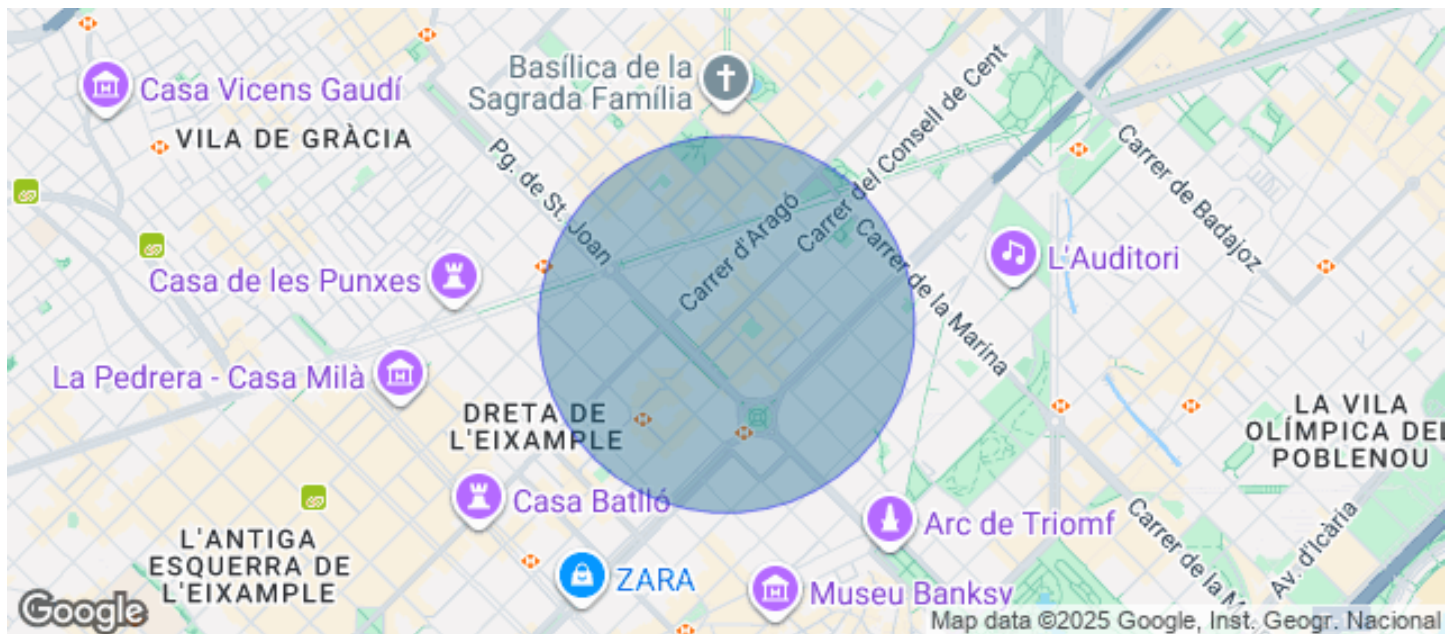 Casa Vicens Gaudí
VILA DE GRÀCIA
Basílica de la
Sagrada Família
Pg. de St. Joan
Carrer d'Aragó
Carrer del Consell de Cent
Carrer de la Marina
Carrer de Badajoz
L'Auditori
Casa de les Punxes
La Pedrera - Casa Milà
DRETA DE
L'EIXAMPLE
Casa Batlló
ZARA
Arc de Triomf
Museu Banksy
L'ANTIGA
ESQUERRA DE
L'EIXAMPLE
LA VILA
OLÍMPICA DEL
POBLENOU
Carrer de la M
Av. d'Icària
Google
Map data ©2025 Google, Inst. Geogr. Nacional